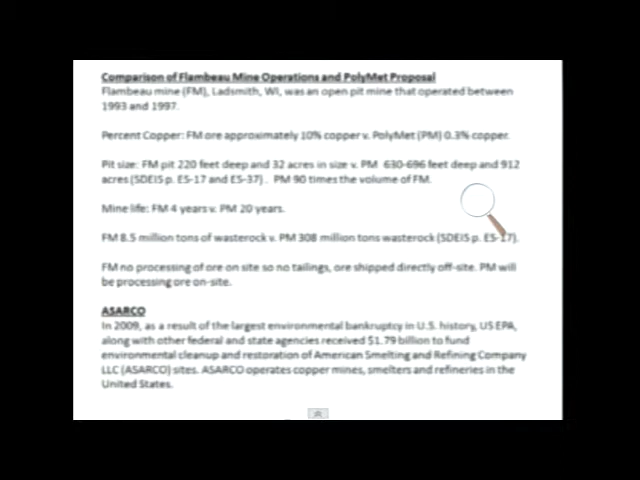 Comparison of Flambeau Mine Operations and PolyMet Proposal
Flambeau mine (FM), Ladsmith, WI, was an open pit mine that operated between
1993 and 1997.
Percent Copper: FM ore approximately 10% copper v. PolyMet (PM) 0.3% copper.
Pit size: FM pit 220 feet deep and 32 acres in size v. PM 630-696 feet deep and 912
acres (SDEIS p. ES-17 and ES-37) . PM 90 times the volume of FM.
Mine life: FM 4 years v. PM 20 years.
FM 8.5 million tons of wasterock v. PM 308 million tons wasterock (SDEIS p. ES-17).
FM no processing of ore on site so no tailings, ore shipped directly off-site. PM will
be processing ore on-site.
ASARCO
In 2009, as a result of the largest environmental bankruptcy in U.S. history, US EPA,
along with other federal and state agencies received $1.79 billion to fund
environmental cleanup and restoration of American Smelting and Refining Company
LLC (ASARCO) sites. ASARCO operates copper mines, smelters and refineries in the
United States.